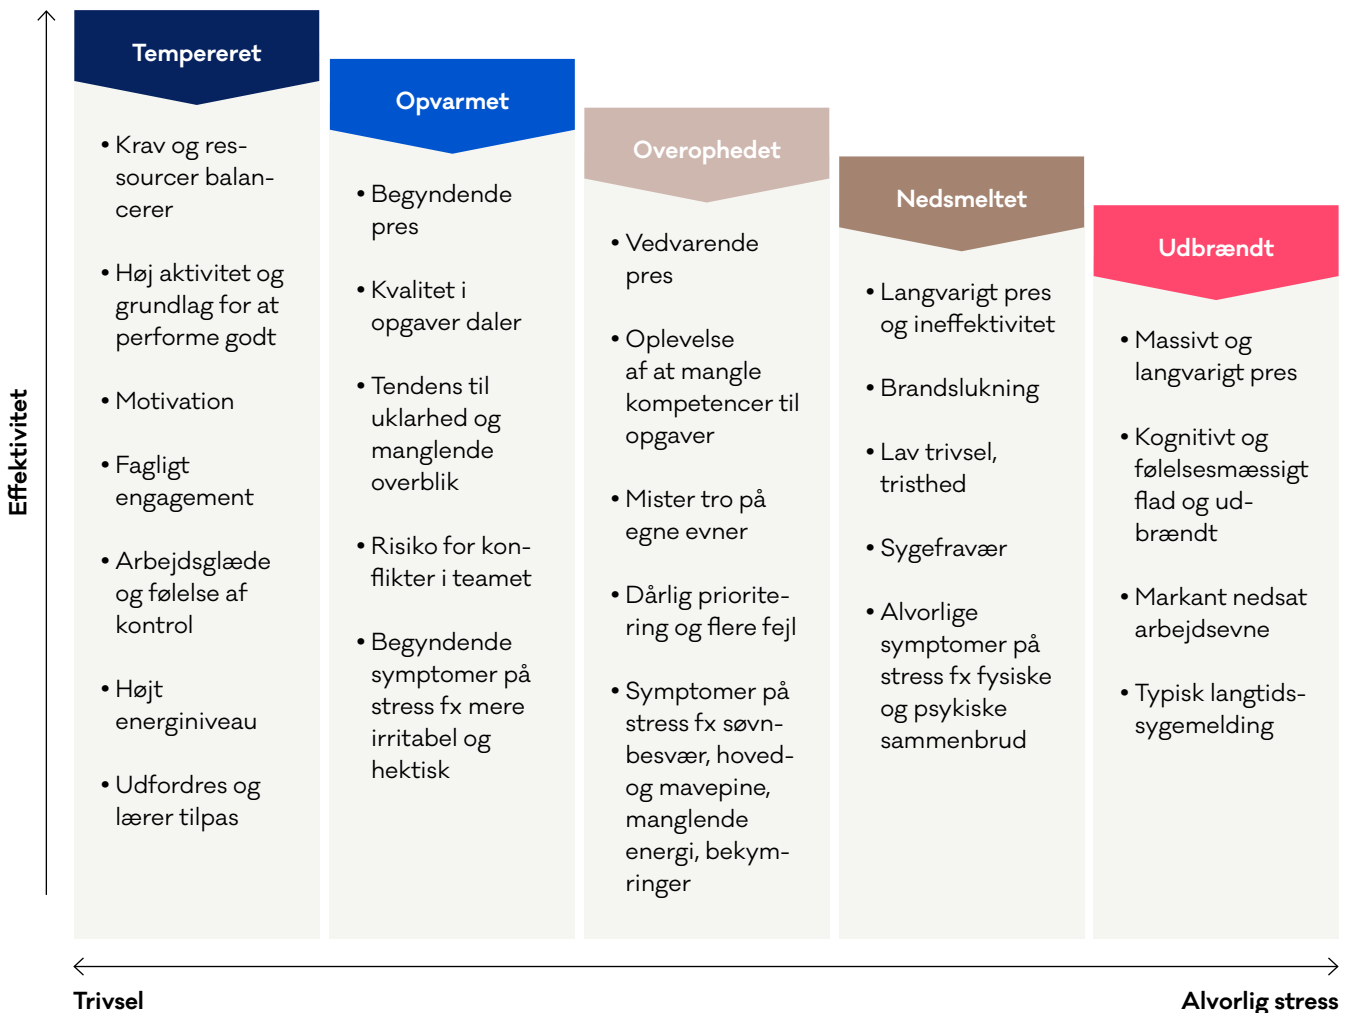 Effektivitet
Tempereret
• Krav og res-
sourcer balan-
cerer
• Høj aktivitet og
grundlag for at
performe godt
• Motivation
• Fagligt
engagement
• Arbejdsglæde
og følelse af
kontrol
• Højt
energiniveau
• Udfordres og
lærer tilpas
Opvarmet
• Begyndende
pres
• Kvalitet i
opgaver daler
• Tendens til
uklarhed og
manglende
overblik
• Risiko for kon-
flikter i teamet
• Begyndende
symptomer på
stress fx mere
irritabel og
hektisk
Overophedet
• Vedvarende
pres
• Oplevelse
af at mangle
kompetencer til
opgaver
• Mister tro på
egne evner
• Dårlig priorite-
ring og flere fejl
• Symptomer på
stress fx søvn-
besvær, hoved-
og mavepine,
manglende
energi, bekym-
ringer
Nedsmeltet
• Langvarigt pres
og ineffektivitet
• Brandslukning
• Lav trivsel,
tristhed
• Sygefravær
• Alvorlige
symptomer på
stress fx fysiske
og psykiske
sammenbrud
Udbrændt
• Massivt og
langvarigt pres
• Kognitivt og
følelsesmæssigt
flad og ud-
brændt
• Markant nedsat
arbejdsevne
• Typisk langtids-
sygemelding
Trivsel
Alvorlig stress